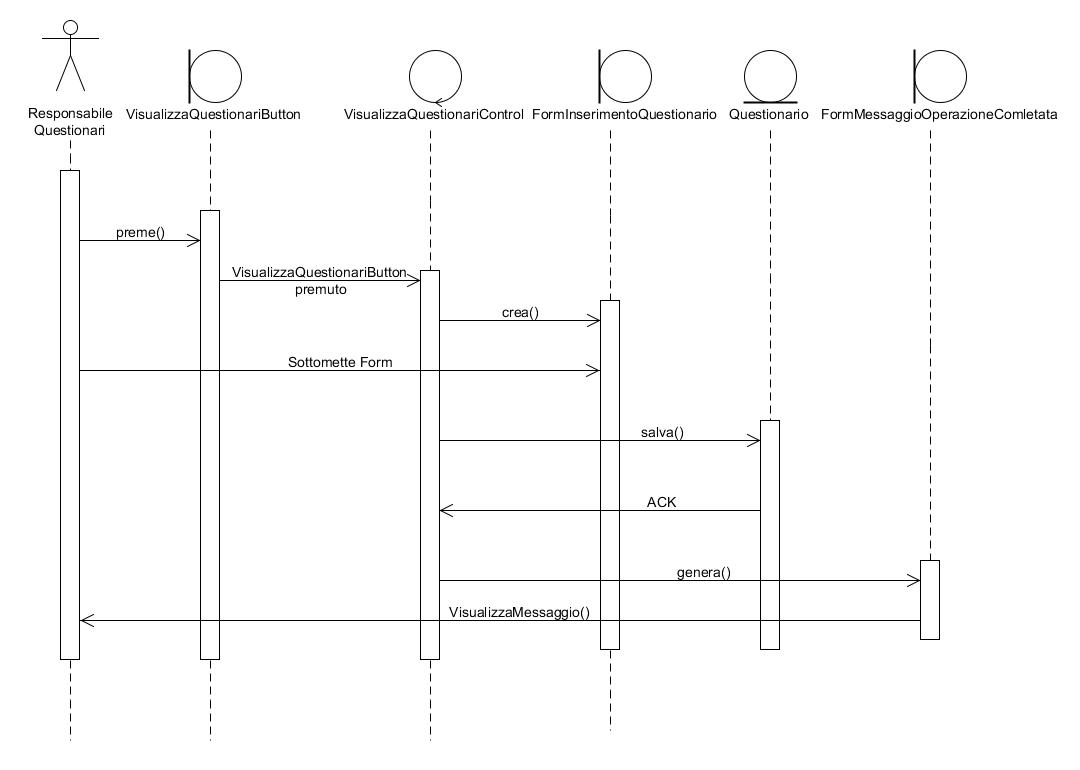 Responsabile
Questionari
VisualizzaQuestionariButton
VisualizzaQuestionariControl
FormInserimentoQuestionario
Questionario
FormMessaggioOperazioneComletata
preme()
VisualizzaQuestionariButton
premuto
crea()
Sottomette Form
salva()
ACK
genera()
VisualizzaMessaggio()